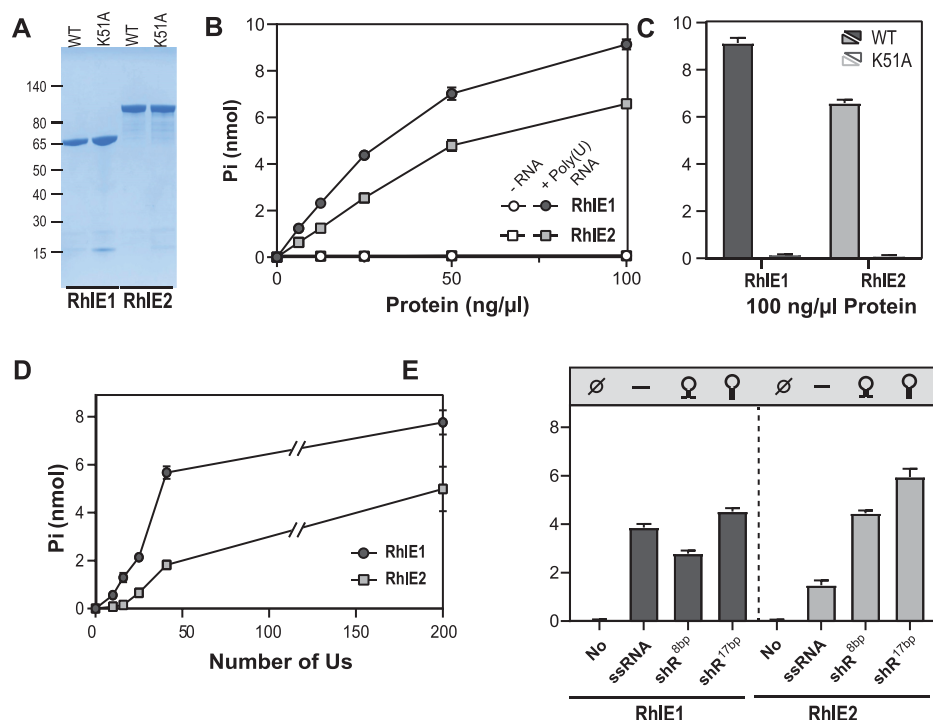 A
WT
K51A
WT
K51A
140
80
65
50
40
30
15
RhlE1 RhlE2
B
Pi (nmol)
10
8
6
4
2
0
0 50 100
Protein (ng/µl)
- RNA
+ Poly(U) RNA
RhlE1
RhlE2
C
10
8
6
4
2
0
WT
K51A
RhlE1 RhlE2
100 ng/µl Protein
D
Pi (nmol)
8
6
4
2
0
0 50 100 150 200
Number of Us
RhlE1
RhlE2
E
8
6
4
2
0
No ssRNA shR8bp shR17bp No ssRNA shR8bp shR17bp
RhlE1 RhlE2